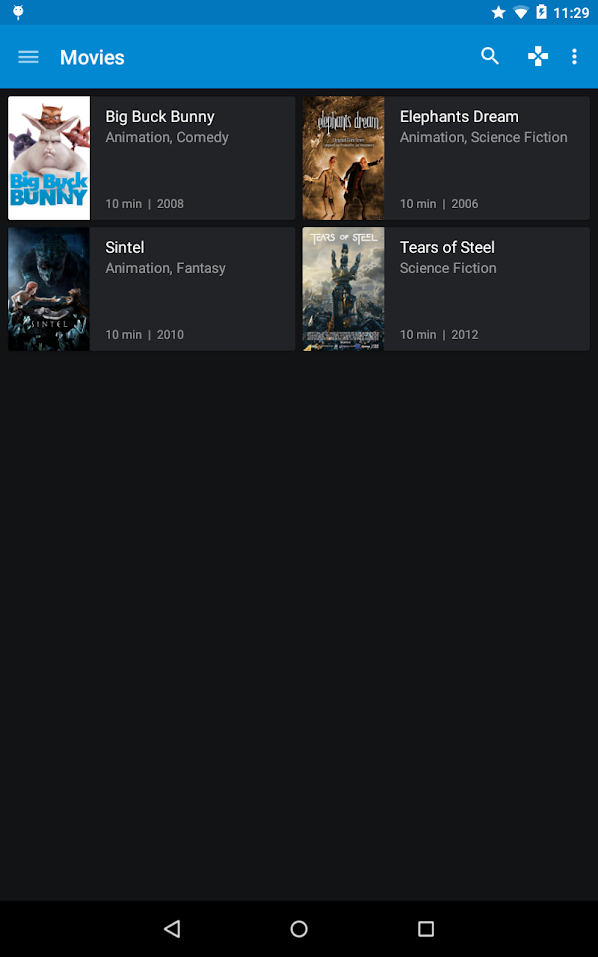 11:29
Movies
Big Buck Bunny
Animation, Comedy
Big Buck
BUNNY
10 min | 2008
Elephants Dream
Animation, Science Fiction
elephants dream
10 min | 2006
Sintel
Animation, Fantasy
SINTEL
10 min | 2010
TEARS OF STEEL
Tears of Steel
Science Fiction
10 min | 2012